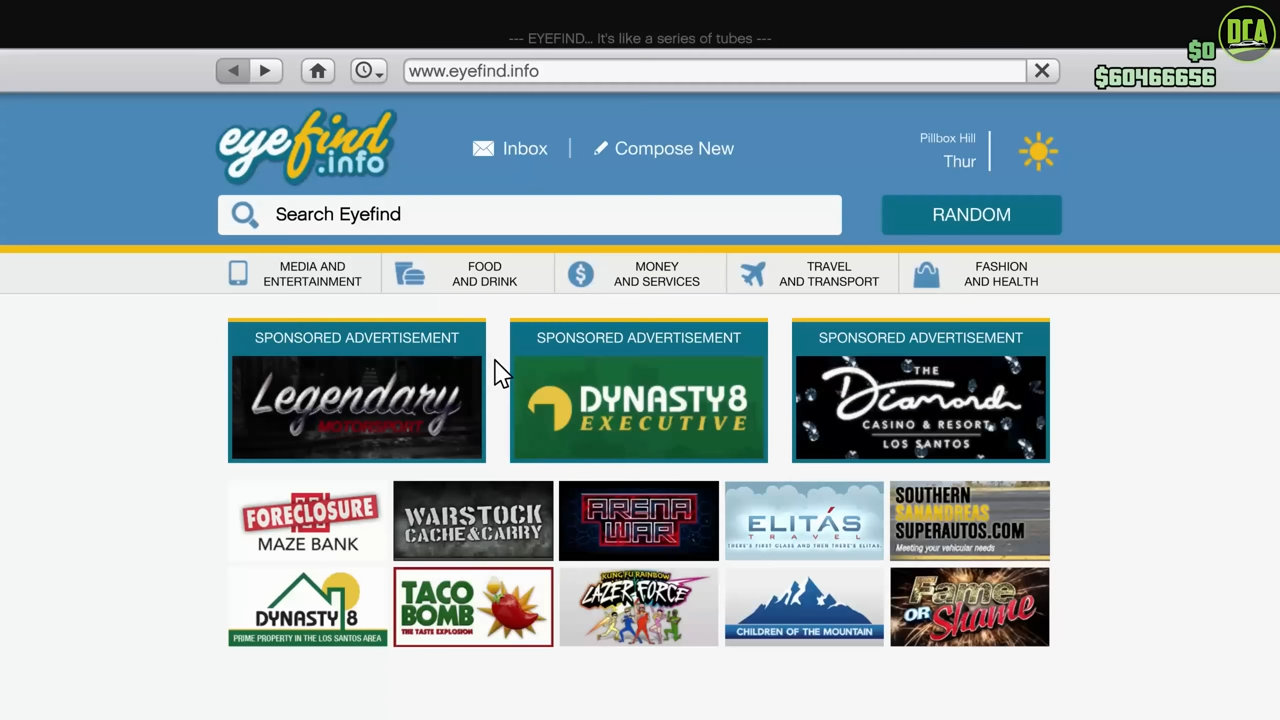 --- EYEFIND... It's like a series of tubes ---
DCA
$0
$60466656
www.eyefind.info
eyefind
.info
Inbox
Compose New
Pillbox Hill
Thur
Search Eyefind
RANDOM
MEDIA AND
ENTERTAINMENT
FOOD
AND DRINK
MONEY
AND SERVICES
TRAVEL
AND TRANSPORT
FASHION
AND HEALTH
SPONSORED ADVERTISEMENT
Legendary
MOTORSPORT
SPONSORED ADVERTISEMENT
DYNASTY8
EXECUTIVE
SPONSORED ADVERTISEMENT
THE
Diamond
CASINO & RESORT
LOS SANTOS
FORECLOSURE
MAZE BANK
WARSTOCK
CACHE&CARRY
ARENA
WAR
ELITÁS
TRAVEL
THERE'S FIRST CLASS AND THEN THERE'S ELITAS.
SOUTHERN
SANANDREAS
SUPERAUTOS.COM
Meeting your vehicular needs
DYNASTY 8
PRIME PROPERTY IN THE LOS SANTOS AREA
TACO
BOMB
THE TASTE EXPLOSION
KUNG FU RAINBOW
LAZER FORCE
CHILDREN OF THE MOUNTAIN
Fame
OR Shame